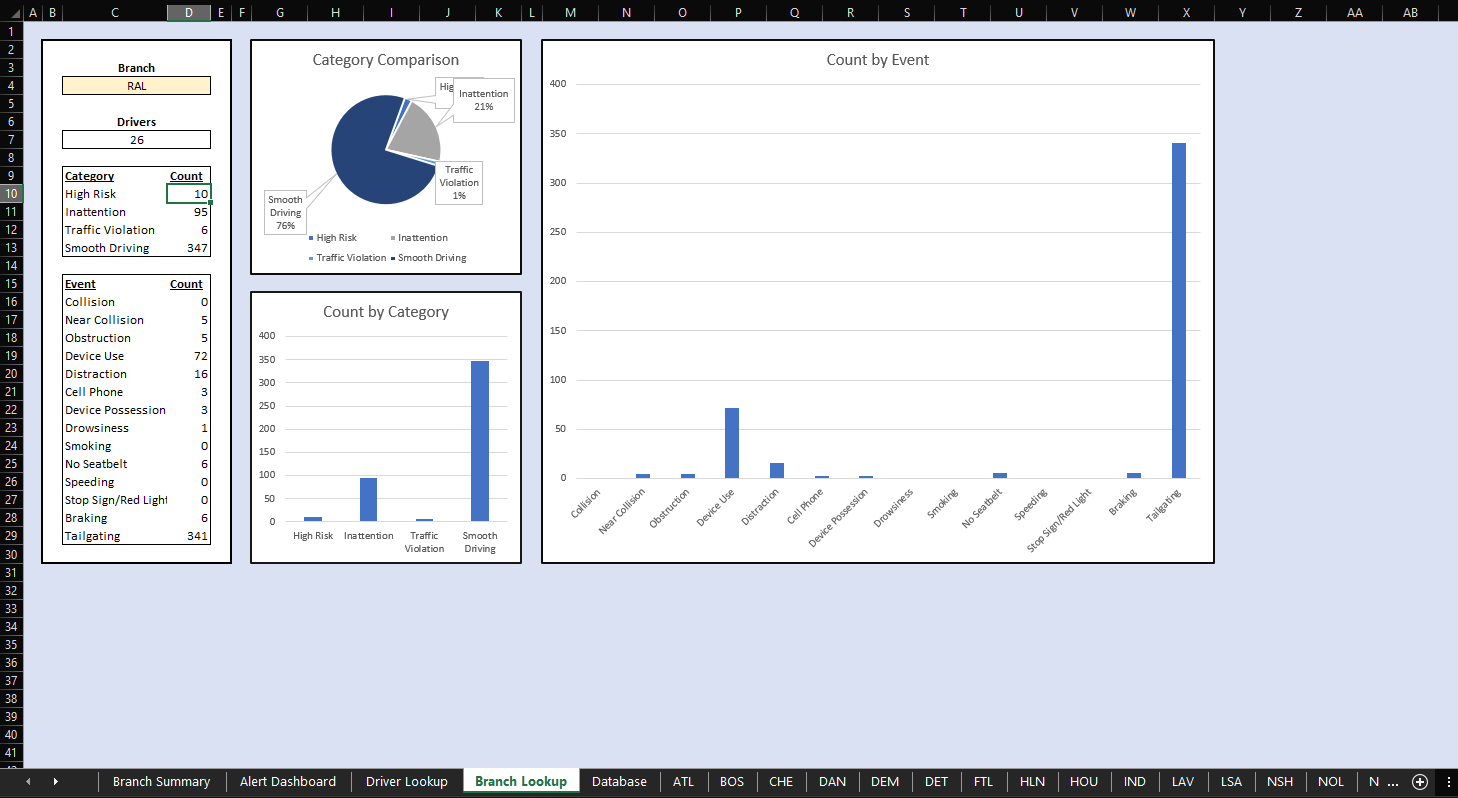 A B C D E F G H I J K L M N O P Q R S T U V W X Y Z AA AB
1
2
3
4
5
6
7
8
9
10
11
12
13
14
15
16
17
18
19
20
21
22
23
24
25
26
27
28
29
30
31
32
33
34
35
36
37
38
39
40
41
Branch
RAL
Drivers
26
Category Count
High Risk 10
Inattention 95
Traffic Violation 6
Smooth Driving 347
Event Count
Collision 0
Near Collision 5
Obstruction 5
Device Use 72
Distraction 16
Cell Phone 3
Device Possession 3
Drowsiness 1
Smoking 0
No Seatbelt 6
Speeding 0
Stop Sign/Red Light 0
Braking 6
Tailgating 341
Category Comparison
Hig
Inattention
21%
Traffic
Violation
1%
Smooth
Driving
76%
High Risk Inattention
Traffic Violation Smooth Driving
Count by Category
400
350
300
250
200
150
100
50
0
High Risk Inattention Traffic Violation Smooth Driving
Count by Event
400
350
300
250
200
150
100
50
0
Collision
Near Collision
Obstruction
Device Use
Distraction
Cell Phone
Device Possession
Drowsiness
Smoking
No Seatbelt
Speeding
Stop Sign/Red Light
Braking
Tailgating
Branch Summary Alert Dashboard Driver Lookup Branch Lookup Database ATL BOS CHE DAN DEM DET FTL HLN HOU IND LAV LSA NSH NOL N ...